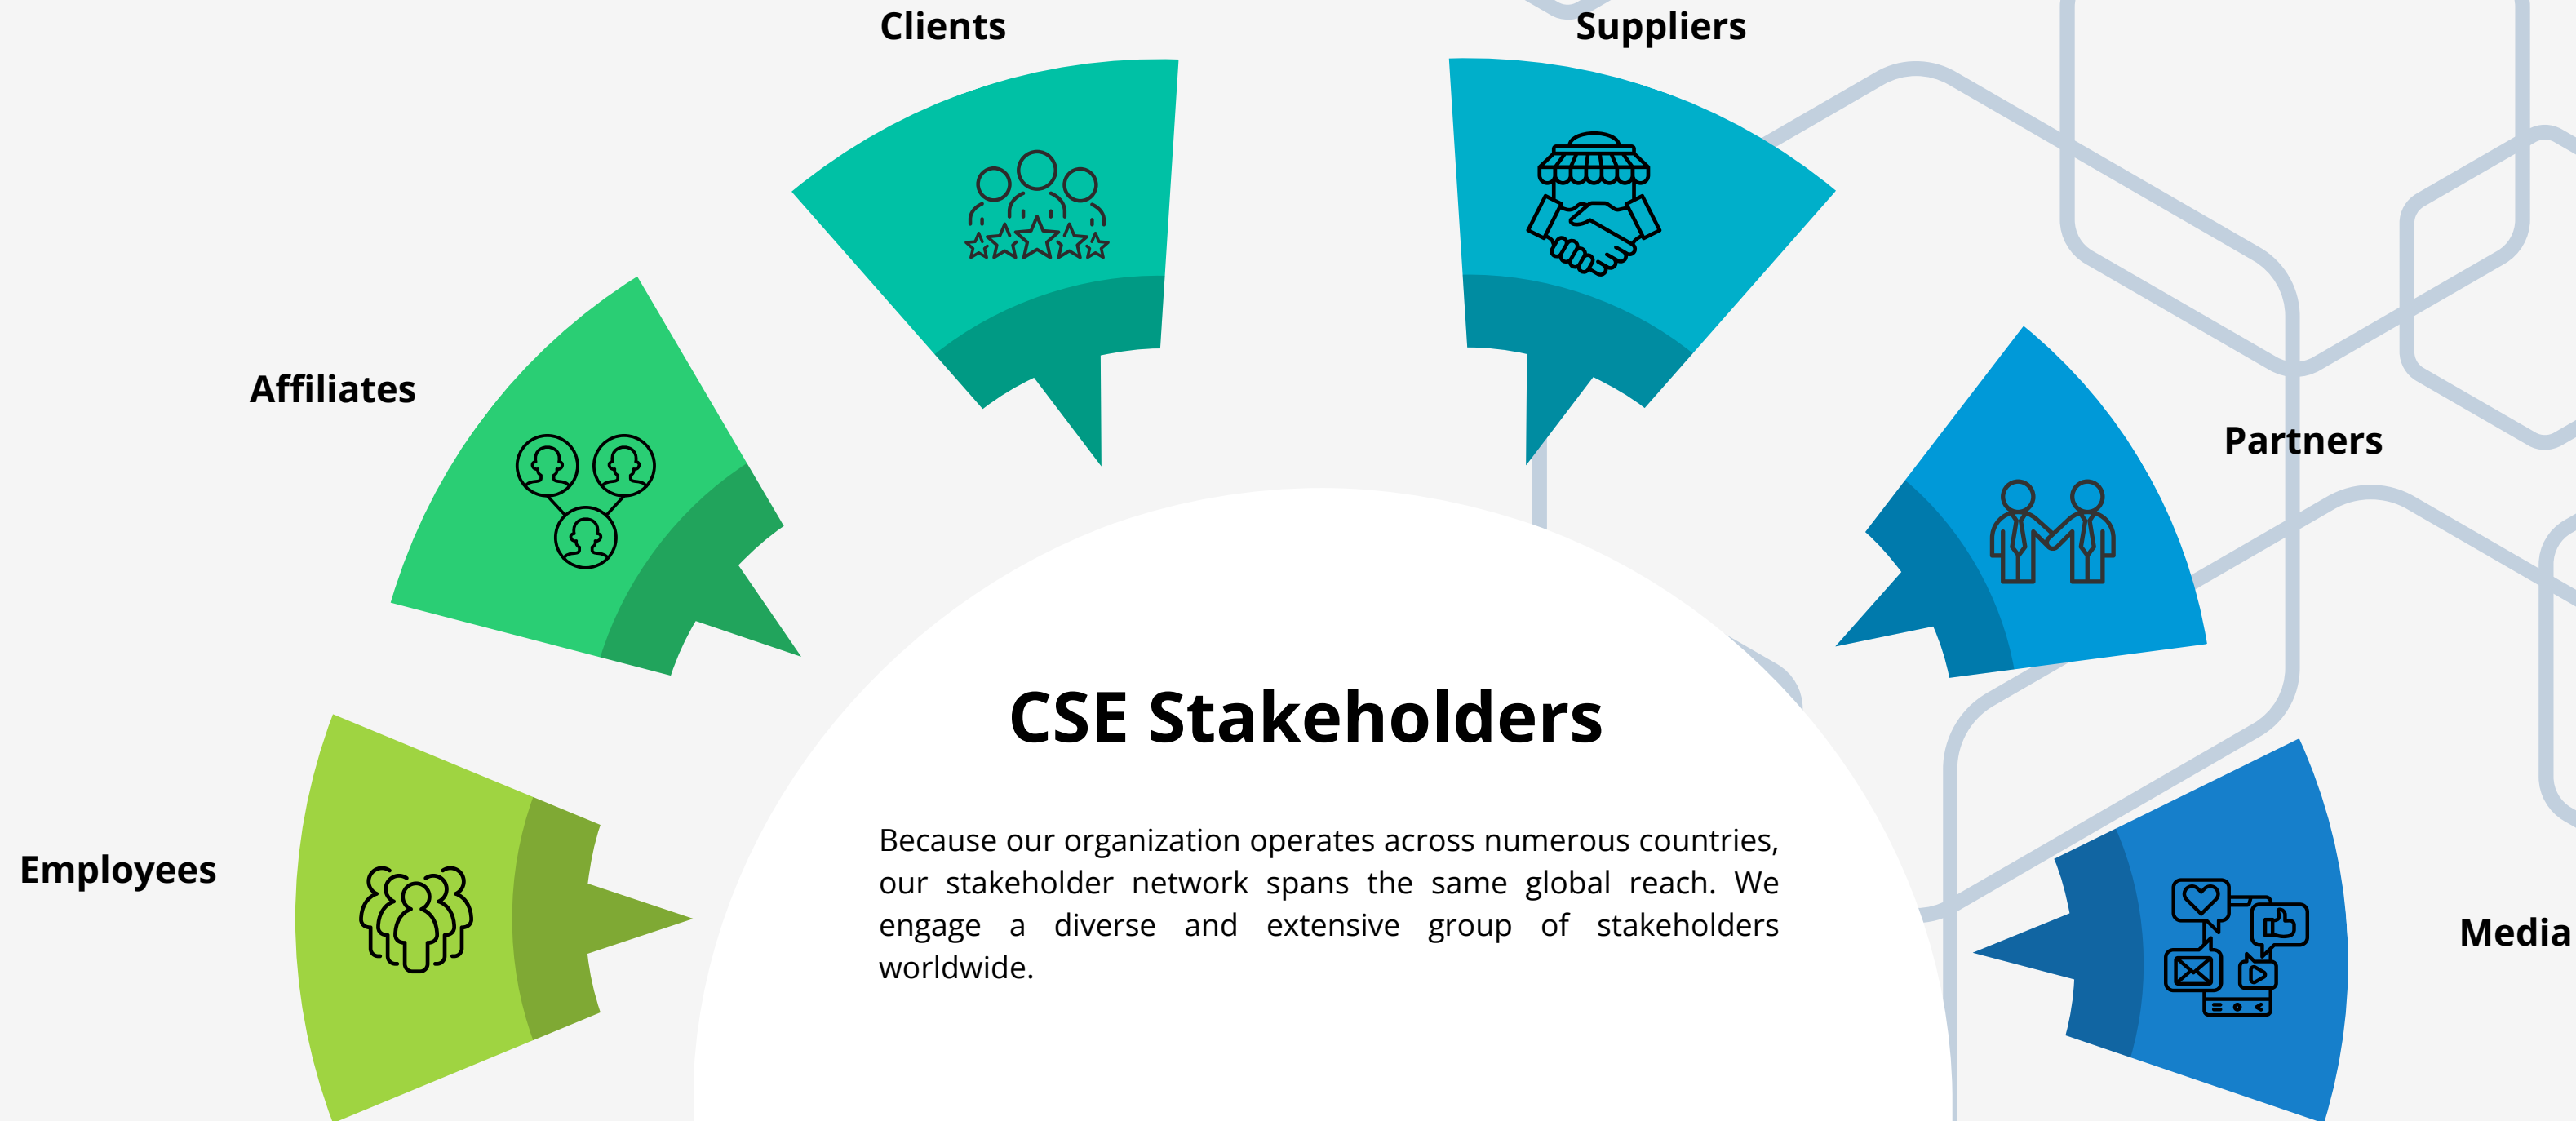 Clients
Suppliers
Affiliates
Partners
CSE Stakeholders
Because our organization operates across numerous countries,
our stakeholder network spans the same global reach. We
engage a diverse and extensive group of stakeholders
worldwide.
Employees
Media